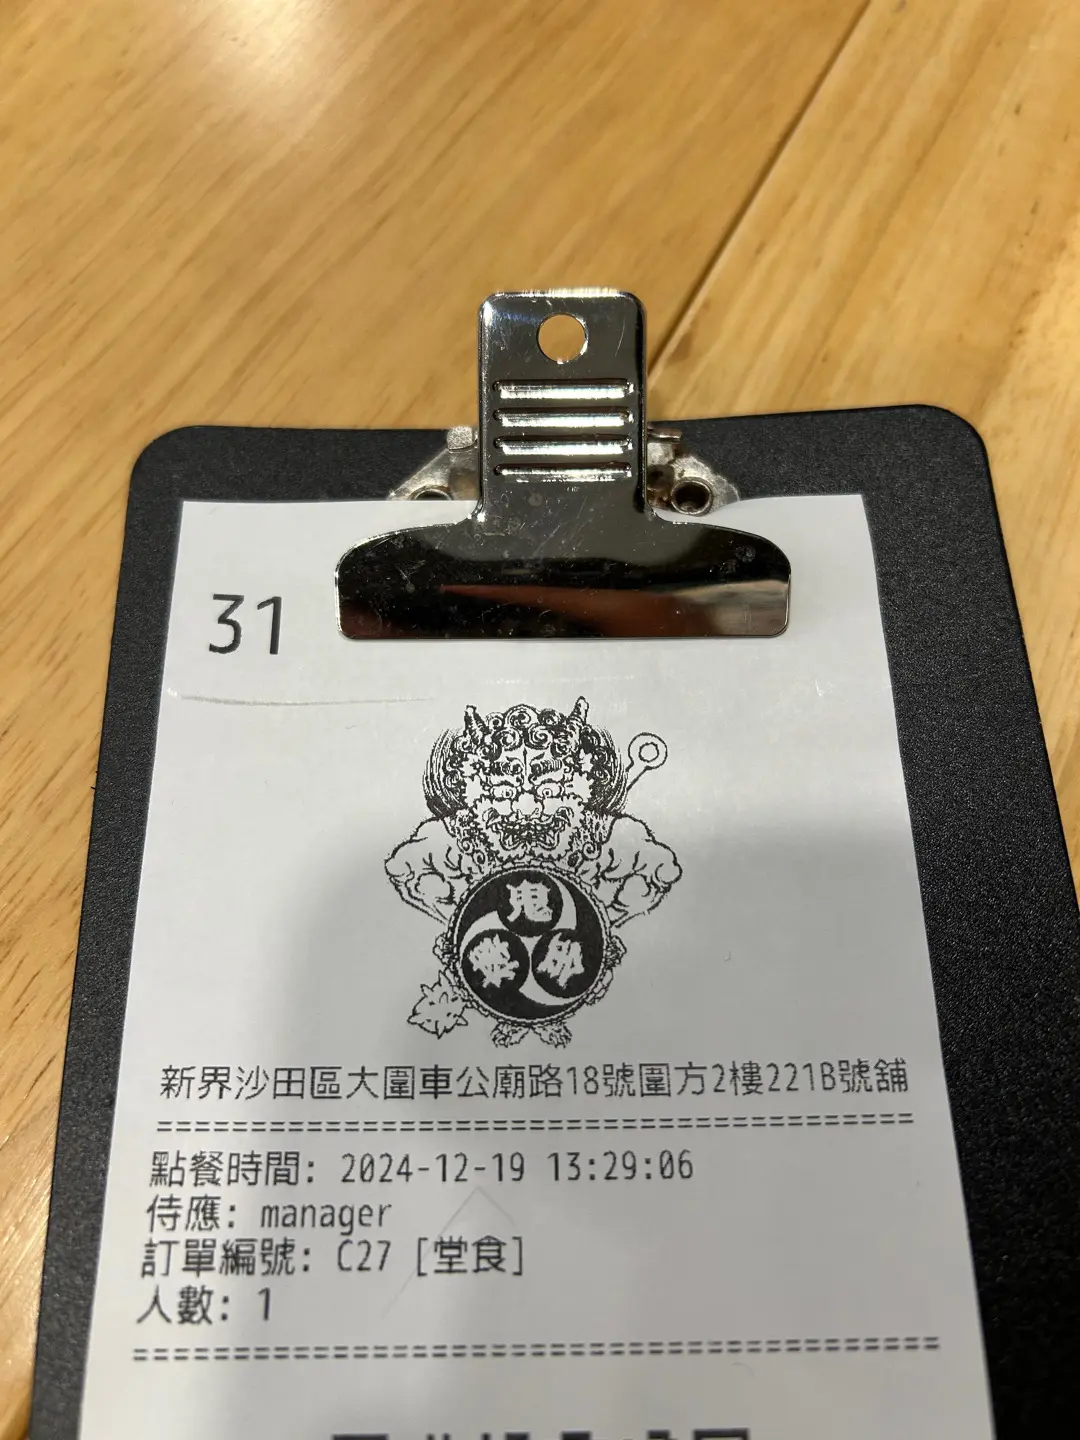 31
鬼
新界沙田區大圍車公廟路18號圍方2樓221B號舖
點餐時間: 2024-12-19 13:29:06
侍應: manager
訂單編號: C27 [堂食]
人數: 1